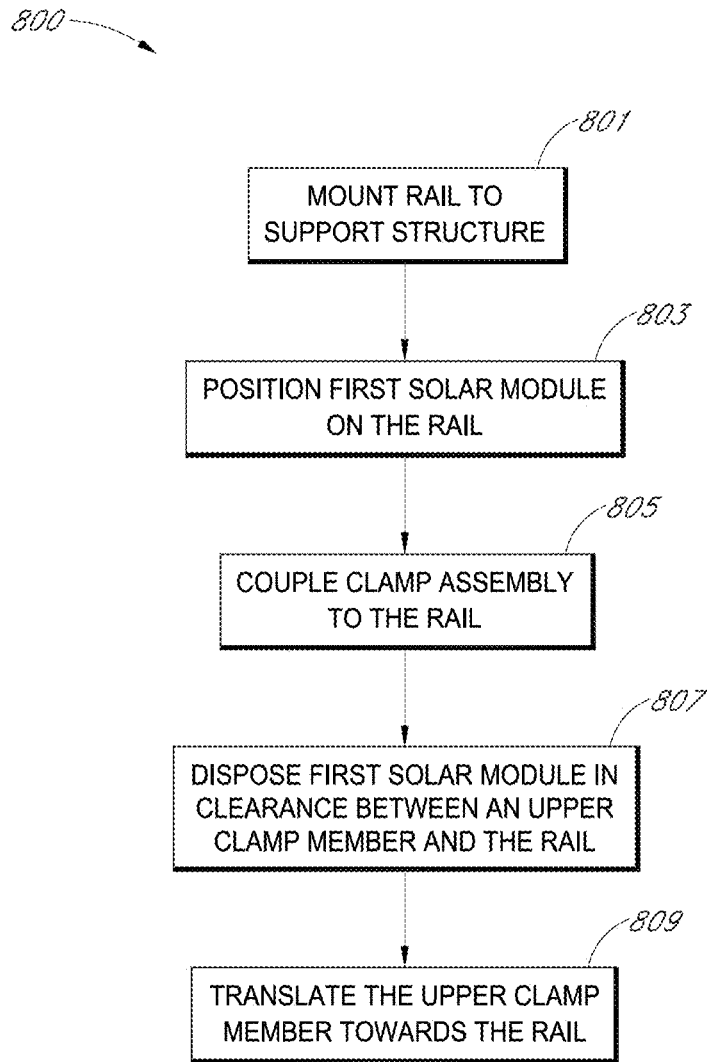 800
801
MOUNT RAIL TO
SUPPORT STRUCTURE
803
POSITION FIRST SOLAR MODULE
ON THE RAIL
805
COUPLE CLAMP ASSEMBLY
TO THE RAIL
807
DISPOSE FIRST SOLAR MODULE IN
CLEARANCE BETWEEN AN UPPER
CLAMP MEMBER AND THE RAIL
809
TRANSLATE THE UPPER CLAMP
MEMBER TOWARDS THE RAIL